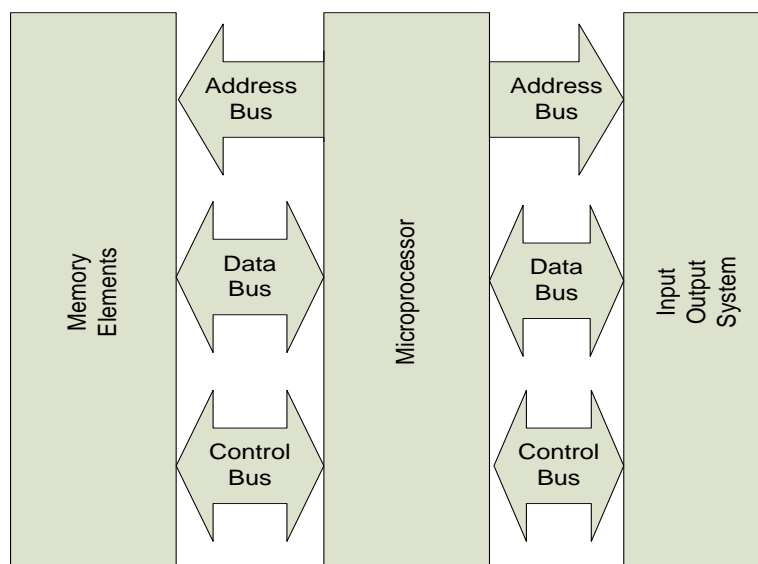 Address
Bus
Address
Bus
Memory
Elements
Data
Bus
Microprocessor
Data
Bus
Input
Output
System
Control
Bus
Control
Bus